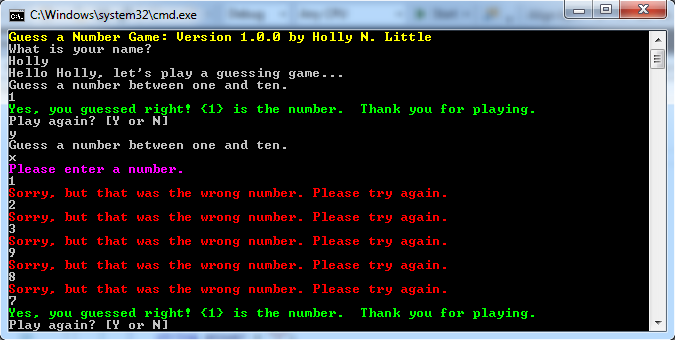 C:\Windows\system32\cmd.exe
Guess a Number Game: Version 1.0.0 by Holly N. Little
What is your name?
Holly
Hello Holly, let's play a guessing game...
Guess a number between one and ten.
1
Yes, you guessed right! {1} is the number.  Thank you for playing.
Play again? [Y or N]
y
Guess a number between one and ten.
x
Please enter a number.
1
Sorry, but that was the wrong number. Please try again.
2
Sorry, but that was the wrong number. Please try again.
3
Sorry, but that was the wrong number. Please try again.
9
Sorry, but that was the wrong number. Please try again.
8
Sorry, but that was the wrong number. Please try again.
7
Yes, you guessed right! {1} is the number.  Thank you for playing.
Play again? [Y or N]